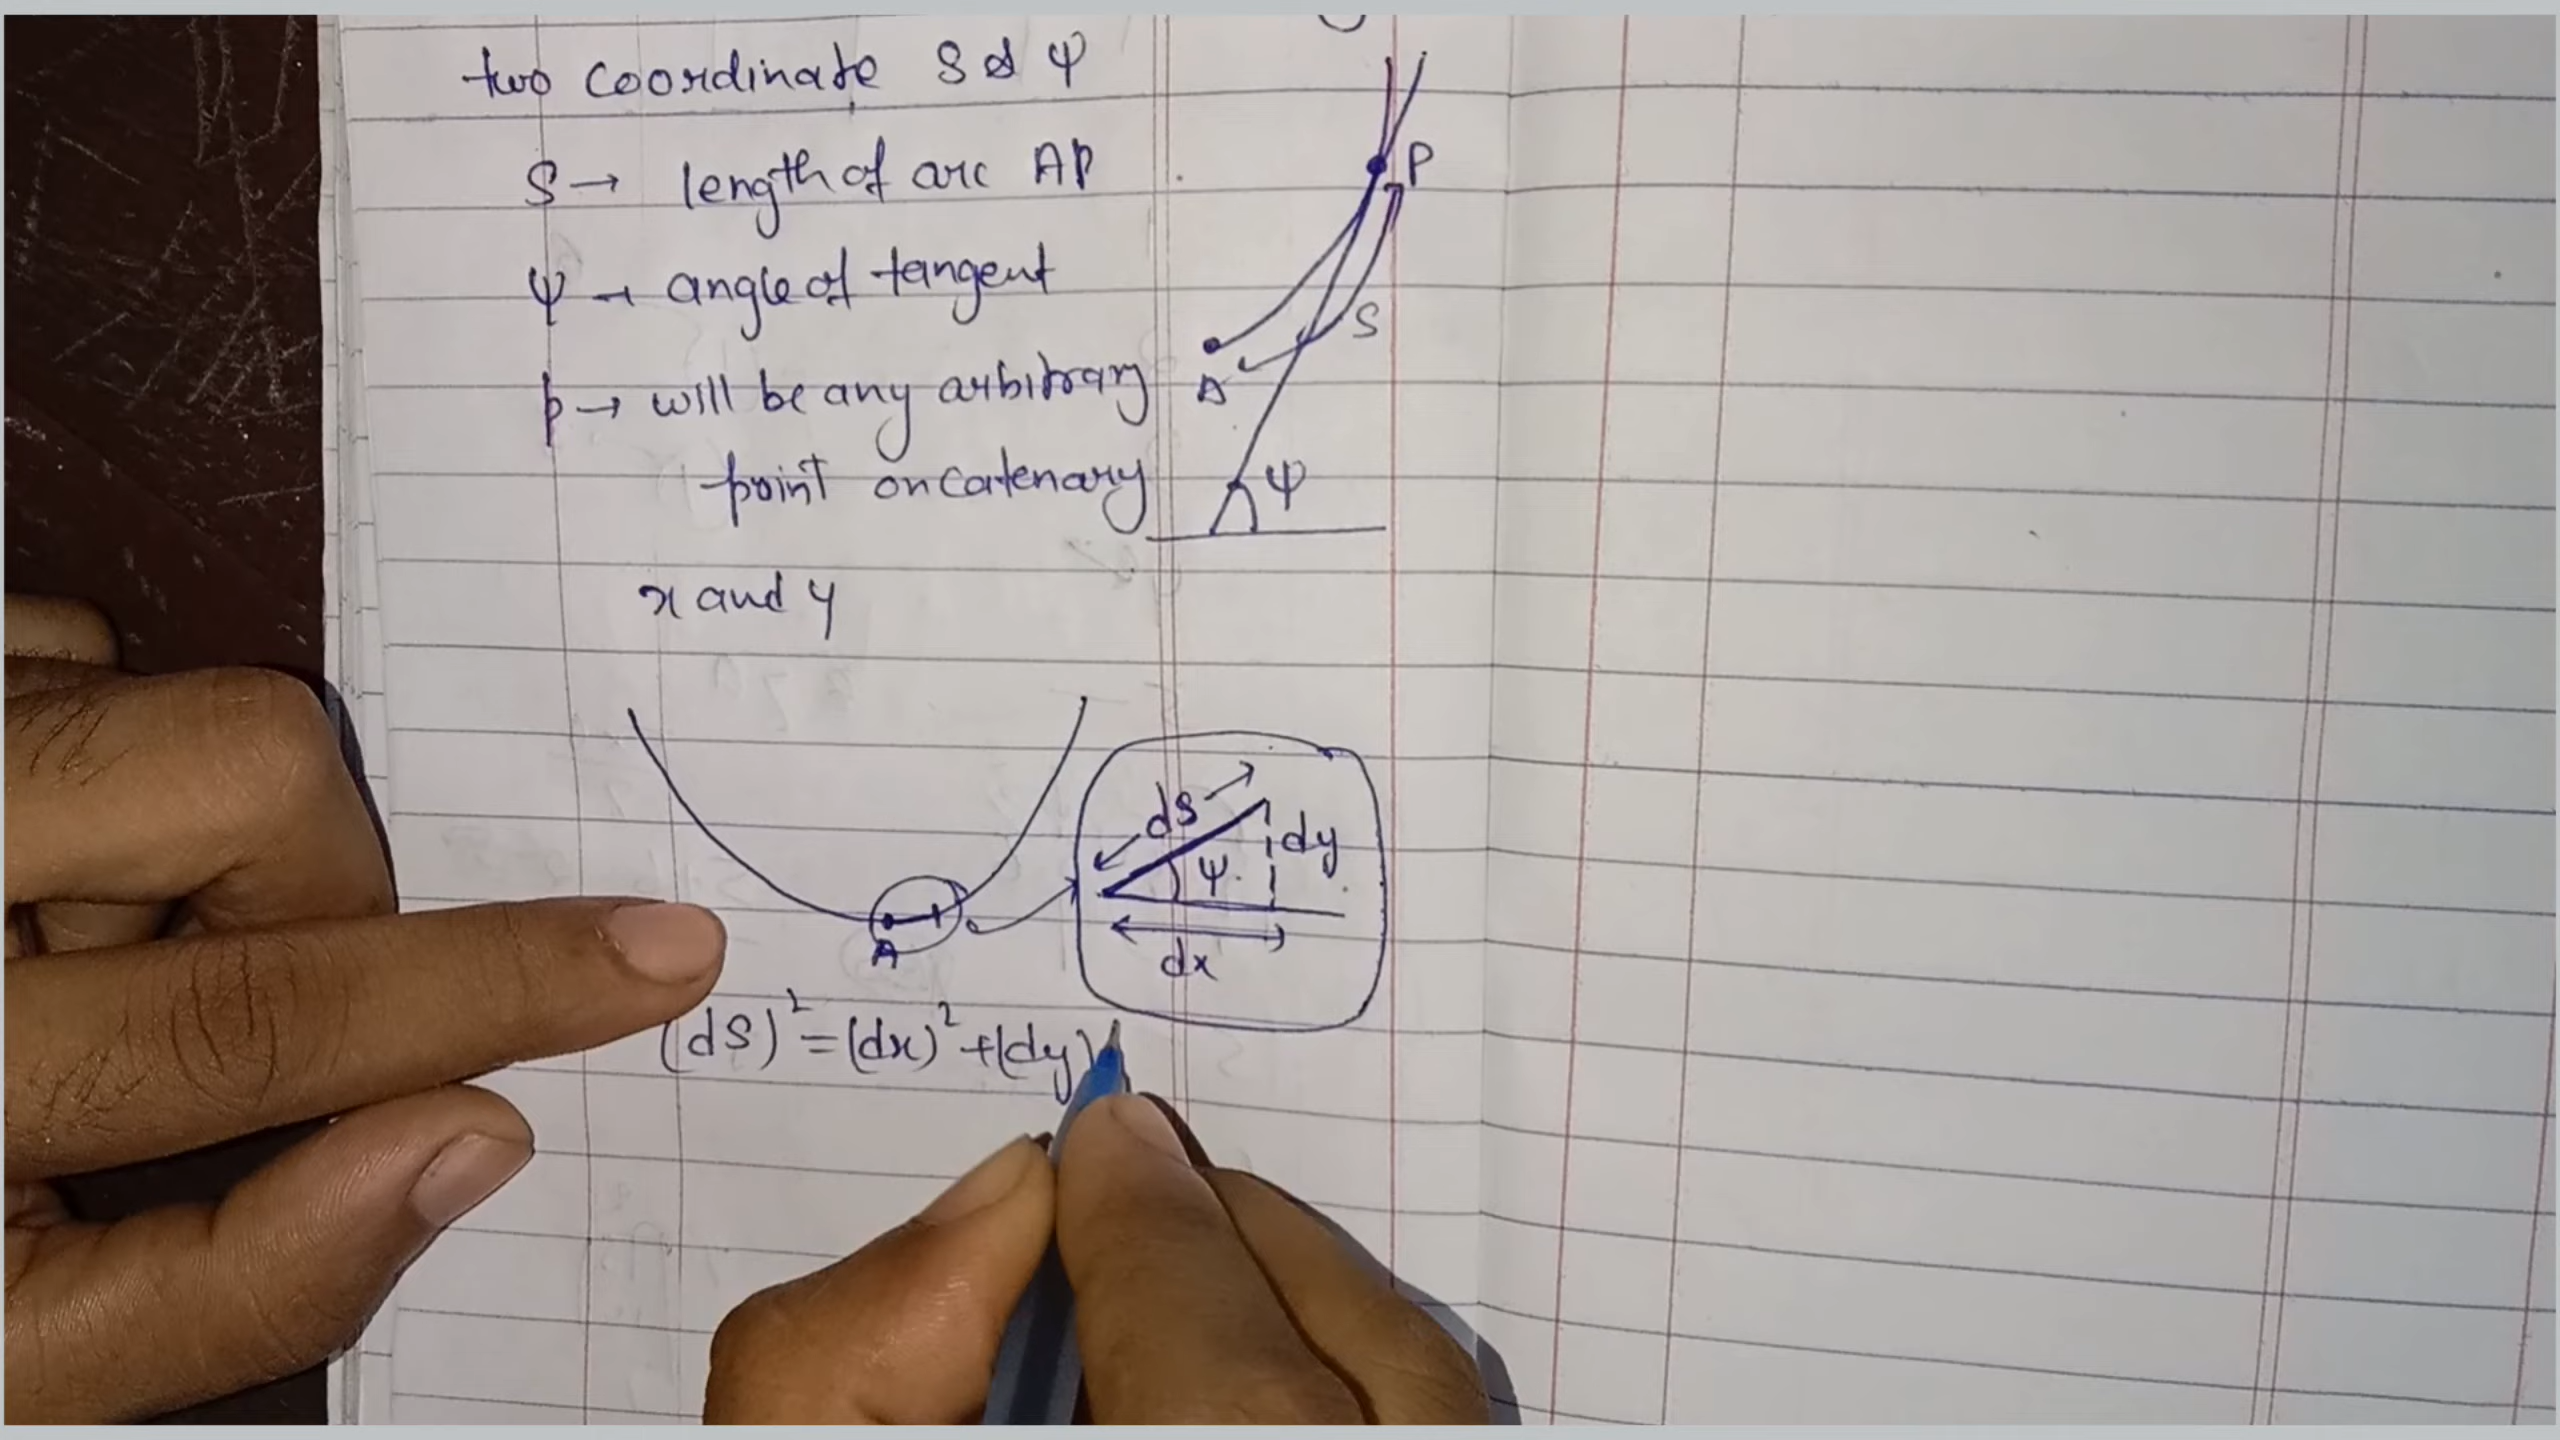 two coordinate S & ψ
S → length of arc AP
ψ → angle of tangent
p → will be any arbitrary
point on catenary
P
S
A
ψ
x and y
A
dS
dy
ψ
dx
(dS)² = (dx)² + (dy)